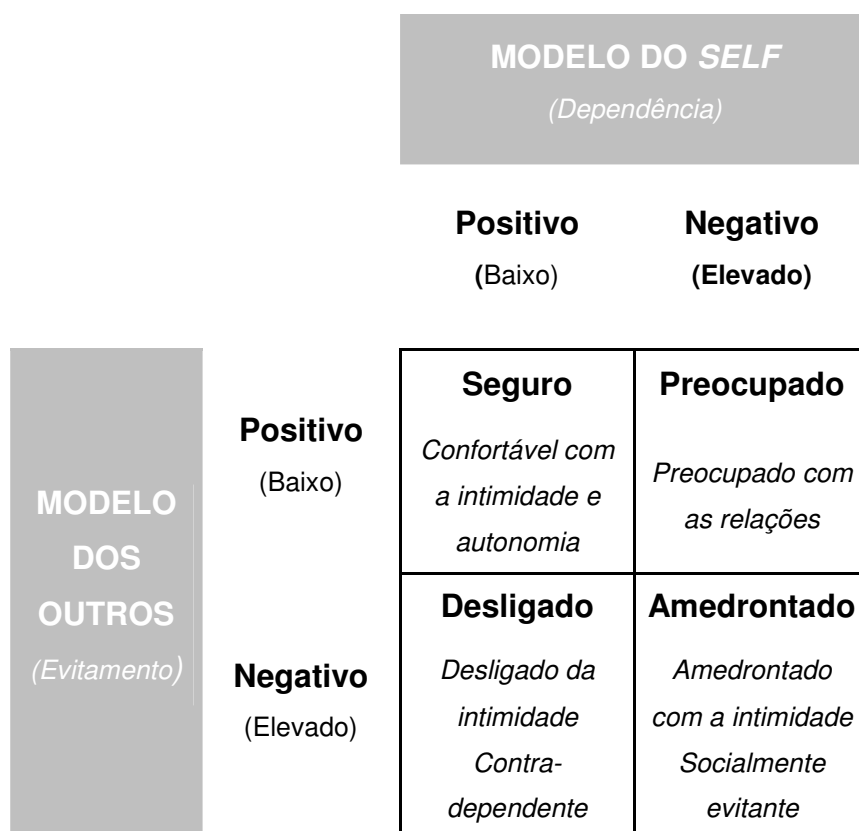 MODELO DO SELF
(Dependência)
Positivo
(Baixo)
Negativo
(Elevado)
MODELO
DOS
OUTROS
(Evitamento)
Positivo
(Baixo)
Seguro
Confortável com
a intimidade e
autonomia
Preocupado
Preocupado com
as relações
Negativo
(Elevado)
Desligado
Desligado da
intimidade
Contra-
dependente
Amedrontado
Amedrontado
com a intimidade
Socialmente
evitante